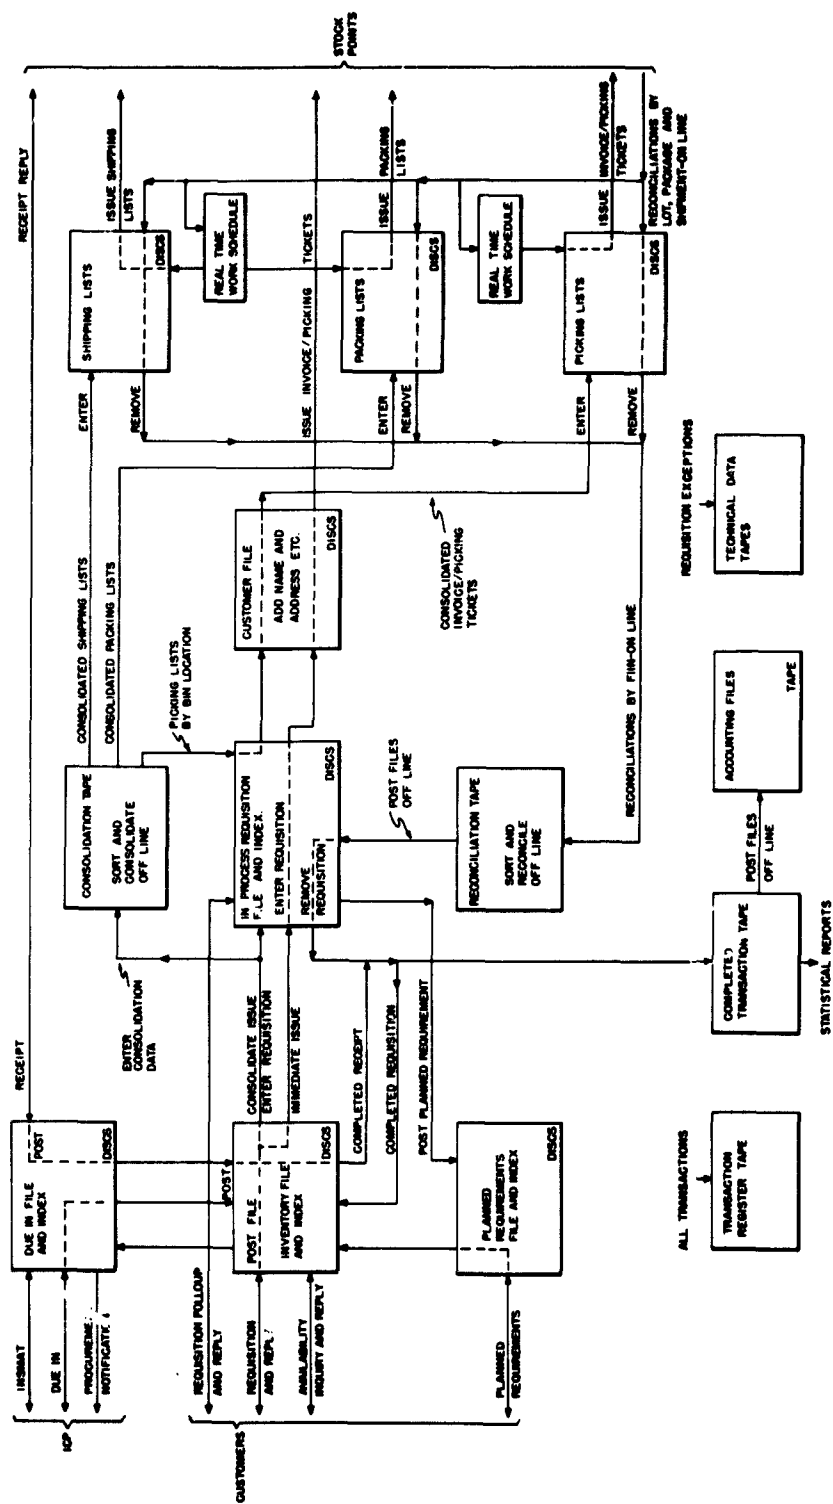 ICP
INSMAT
DUE IN
PROCUREME
NOTIFICATI
CUSTOMERS
REQUISITION FOLLOUP
AND REPLY
REQUISITION
AND REPL
AVAILABILITY
INQUIRY AND REPLY
PLANNED
REQUIREMENTS
DUE IN FILE
AND INDEX
POST
DISCS
POST
POST FILE
INVENTORY FILE
AND INDEX
DISCS
PLANNED
REQUIREMENTS
FILE AND INDEX
DISCS
ALL TRANSACTIONS
TRANSACTION
REGISTER TAPE
RECEIPT
ENTER
CONSOLIDATION
DATA
CONSOLIDATE ISSUE
ENTER REQUISITION
IMMEDIATE ISSUE
COMPLETED RECEIPT
COMPLETED REQUISITION
POST PLANNED REQUIREMENT
CONSOLIDATION TAPE
SORT AND
CONSOLIDATE
OFF LINE
IN PROCESS REQUISITION
FILE AND INDEX.
ENTER REQUISITION
REMOVE
REQUISITION
DISCS
RECONCILIATION TAPE
SORT AND
RECONCILE
OFF LINE
POST FILES
OFF LINE
COMPLETED
TRANSACTION TAPE
STATISTICAL REPORTS
POST FILES
OFF LINE
ACCOUNTING FILES
TAPE
PICKING LISTS
BY BIN LOCATION
CONSOLIDATED SHIPPING LISTS
CONSOLIDATED PACKING LISTS
CUSTOMER FILE
ADD NAME AND
ADDRESS ETC.
DISCS
CONSOLIDATED
INVOICE/PICKING
TICKETS
RECONCILIATIONS BY FIIN-ON LINE
REQUISITION EXCEPTIONS
TECHNICAL DATA
TAPES
ENTER
REMOVE
ISSUE INVOICE/PICKING TICKETS
ENTER
REMOVE
ENTER
REMOVE
SHIPPING LISTS
DISCS
REAL TIME
WORK SCHEDULE
PACKING LISTS
DISCS
REAL TIME
WORK SCHEDULE
PICKING LISTS
DISCS
RECEIPT REPLY
ISSUE SHIPPING
LISTS
ISSUE PACKING
LISTS
ISSUE INVOICE/PICKING
TICKETS
RECONCILIATIONS BY
LOT, PACKAGE AND
SHIPMENT-ON LINE
STOCK
POINTS